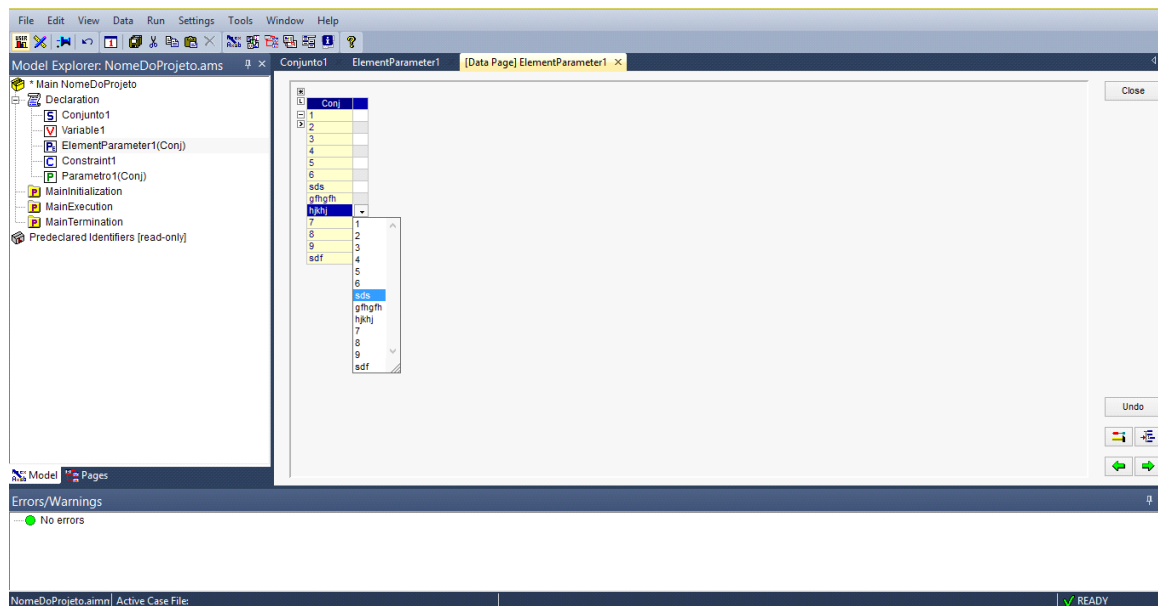 File Edit View Data Run Settings Tools Window Help
Model Explorer: NomeDoProjeto.ams
Conjunto1 ElementParameter1 [Data Page] ElementParameter1
* Main NomeDoProjeto
Declaration
S Conjunto1
V Variable1
PE ElementParameter1(Conj)
C Constraint1
P Parametro1(Conj)
P MainInitialization
P MainExecution
P MainTermination
Predeclared Identifiers [read-only]
Conj
1
2
3
4
5
6
sds
gfhgfh
hjkhj
7
8
9
sdf
1
2
3
4
5
6
sds
gfhgfh
hjkhj
7
8
9
sdf
Close
Undo
Model Pages
Errors/Warnings
No errors
NomeDoProjeto.aimn Active Case File: READY